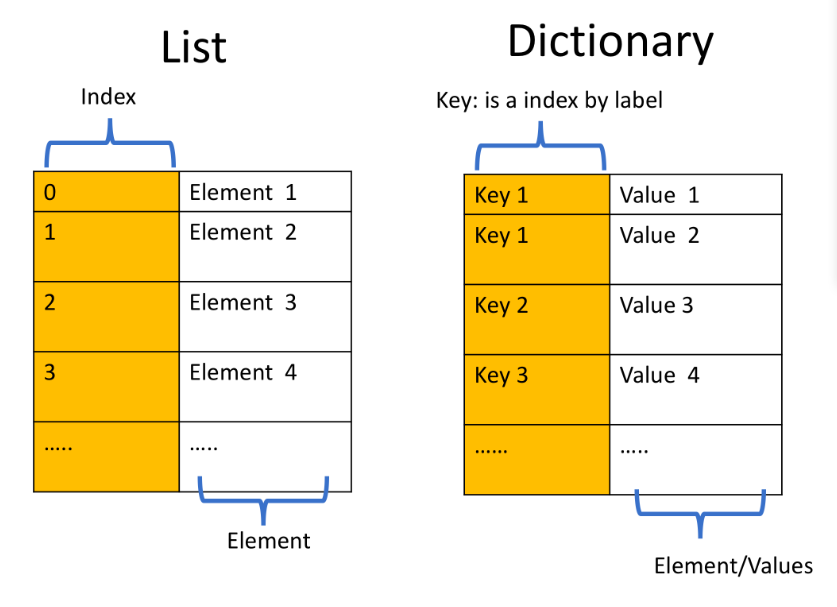 List
Index
0 Element 1
1 Element 2
2 Element 3
3 Element 4
..... .....
Element
Dictionary
Key: is a index by label
Key 1 Value 1
Key 1 Value 2
Key 2 Value 3
Key 3 Value 4
...... .....
Element/Values